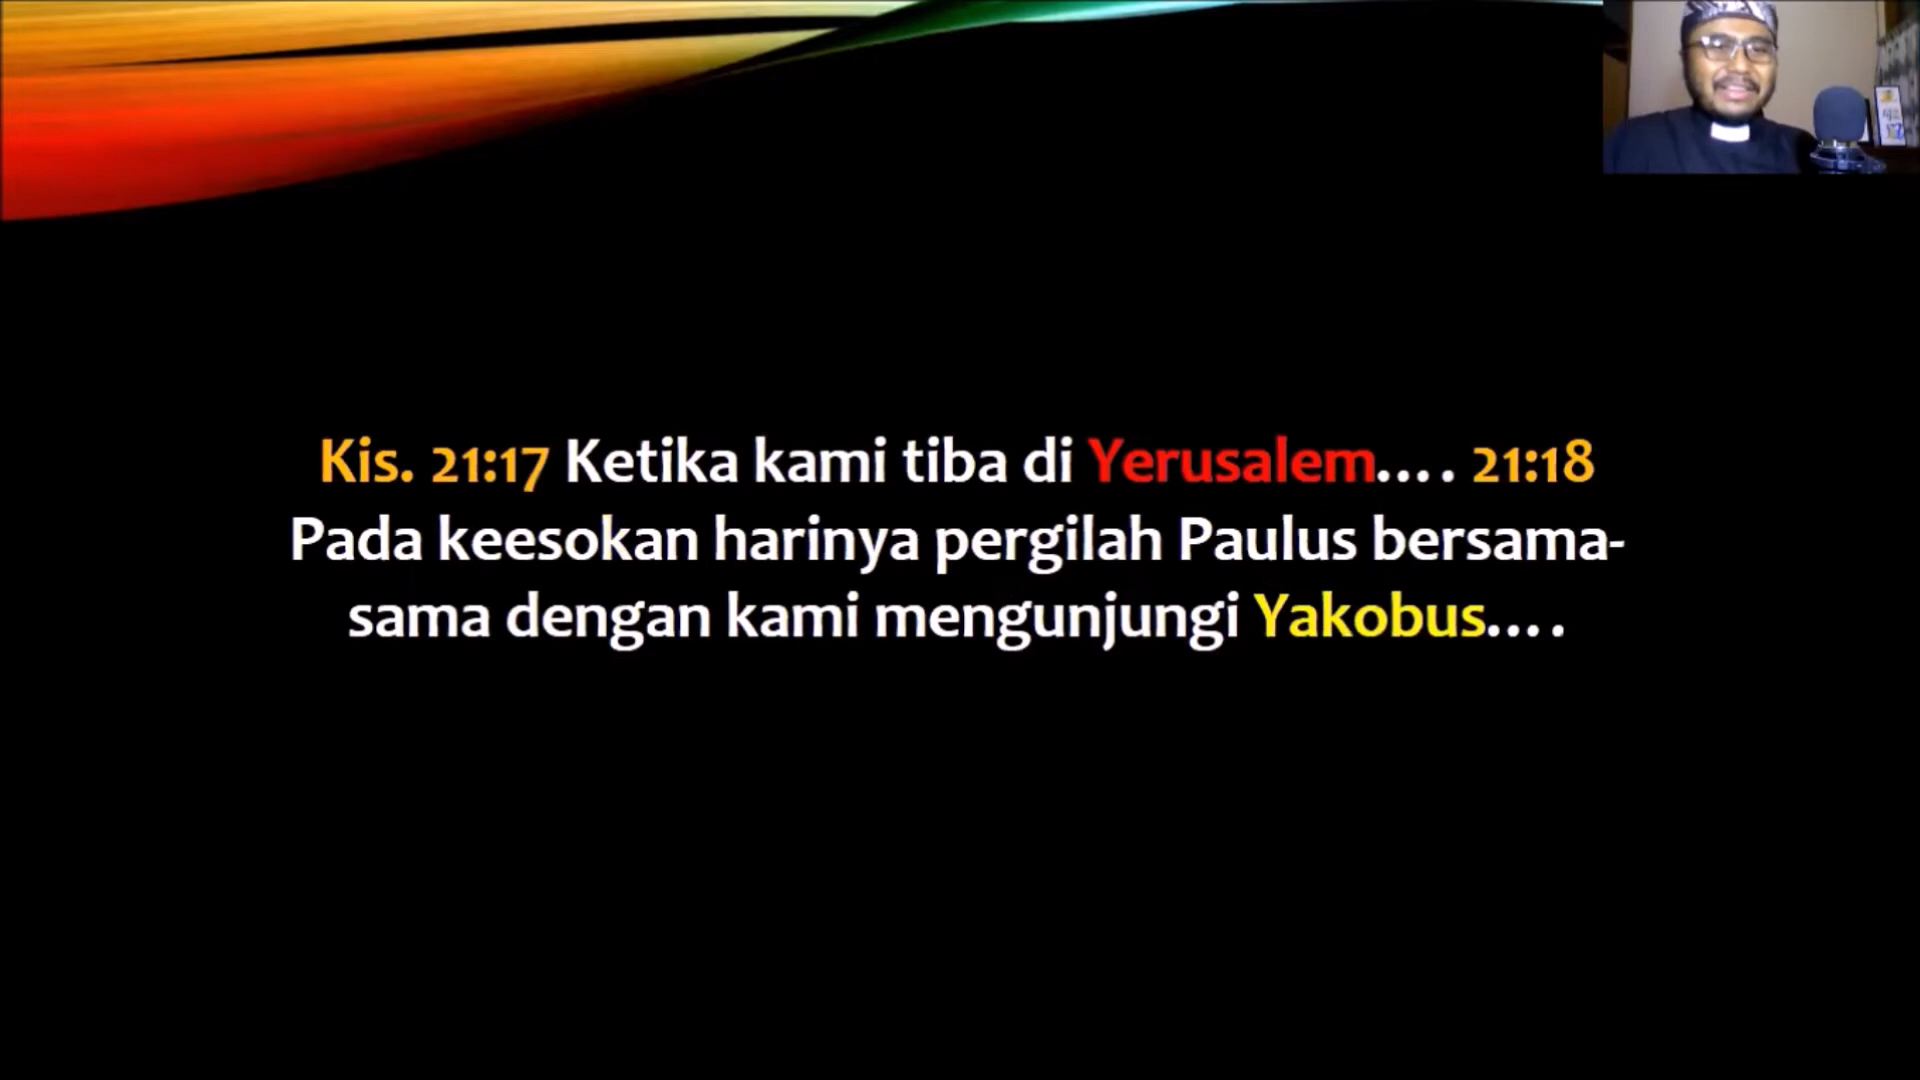 Kis. 21:17 Ketika kami tiba di Yerusalem.... 21:18
Pada keesokan harinya pergilah Paulus bersama-
sama dengan kami mengunjungi Yakobus....